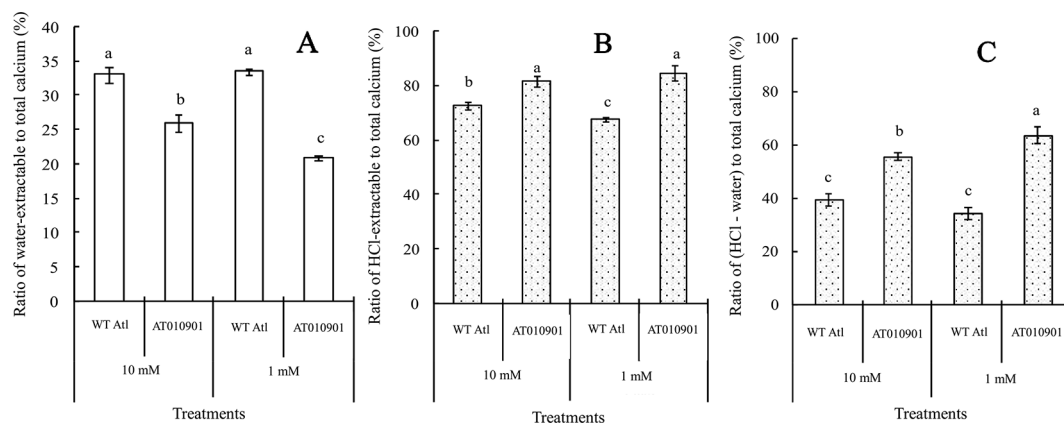 Ratio of water-extractable to total calcium (%)
40
35
30
25
20
15
10
5
0
A
a
b
a
c
WT Atl
AT010901
WT Atl
AT010901
10 mM
1 mM
Treatments
Ratio of HCl-extractable to total calcium (%)
100
80
60
40
20
0
B
b
a
c
a
WT Atl
AT010901
WT Atl
AT010901
10 mM
1 mM
Treatments
Ratio of (HCl - water) to total calcium (%)
100
80
60
40
20
0
C
c
b
c
a
WT Atl
AT010901
WT Atl
AT010901
10 mM
1 mM
Treatments